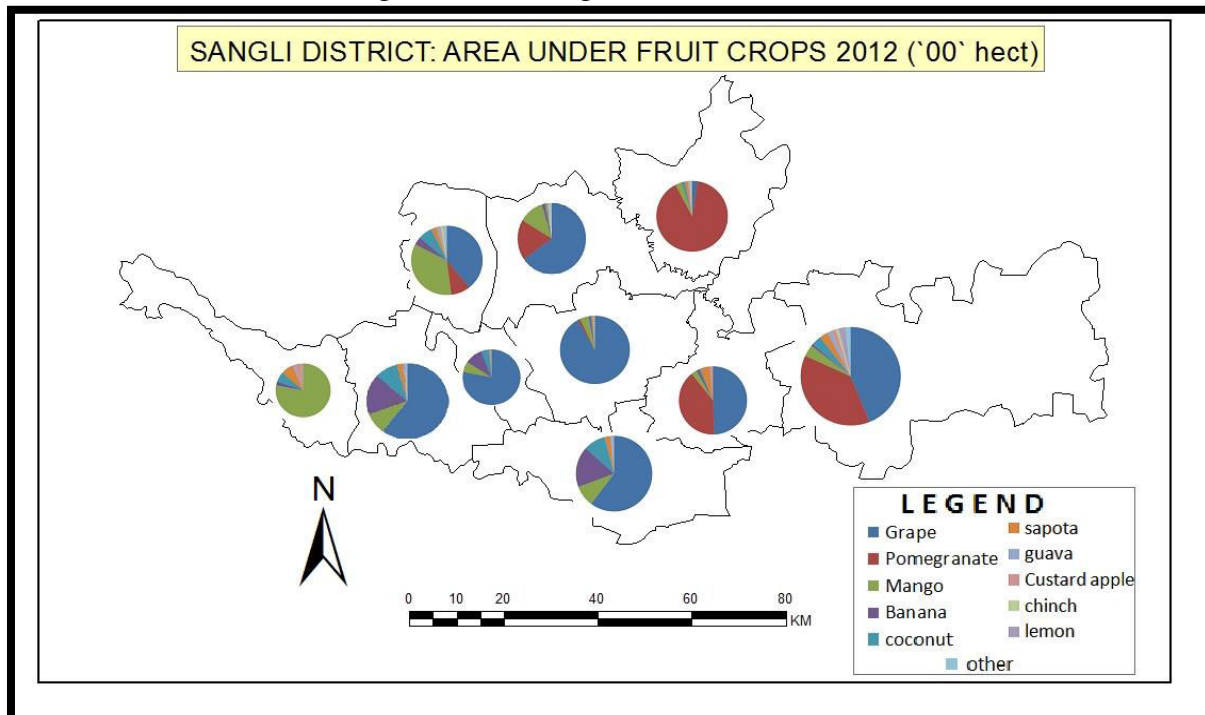 SANGLI DISTRICT: AREA UNDER FRUIT CROPS 2012 (`00` hect)
N
0 10 20 40 60 80
KM
LEGEND
Grape
Pomegranate
Mango
Banana
coconut
sapota
guava
Custard apple
chinch
lemon
other